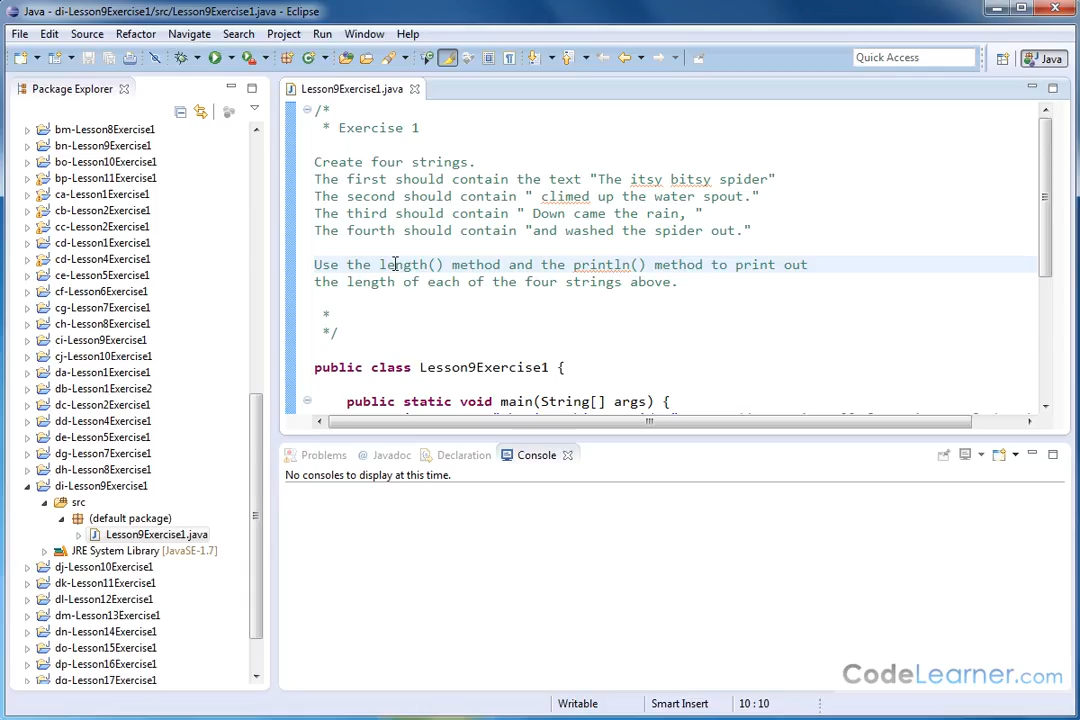 Java - di-Lesson9Exercise1/src/Lesson9Exercise1.java - Eclipse
File Edit Source Refactor Navigate Search Project Run Window Help
Quick Access
Java
Package Explorer
bm-Lesson8Exercise1
bn-Lesson9Exercise1
bo-Lesson10Exercise1
bp-Lesson11Exercise1
ca-Lesson1Exercise1
cb-Lesson2Exercise1
cc-Lesson2Exercise1
cd-Lesson3Exercise1
cd-Lesson4Exercise1
ce-Lesson5Exercise1
cf-Lesson6Exercise1
cg-Lesson7Exercise1
ch-Lesson8Exercise1
ci-Lesson9Exercise1
cj-Lesson10Exercise1
da-Lesson1Exercise1
db-Lesson1Exercise2
dc-Lesson2Exercise1
dd-Lesson4Exercise1
de-Lesson5Exercise1
dg-Lesson7Exercise1
dh-Lesson8Exercise1
di-Lesson9Exercise1
src
(default package)
Lesson9Exercise1.java
JRE System Library [JavaSE-1.7]
dj-Lesson10Exercise1
dk-Lesson11Exercise1
dl-Lesson12Exercise1
dm-Lesson13Exercise1
dn-Lesson14Exercise1
do-Lesson15Exercise1
dp-Lesson16Exercise1
dq-Lesson17Exercise1
Lesson9Exercise1.java
/*
* Exercise 1
Create four strings.
The first should contain the text "The itsy bitsy spider"
The second should contain " climed up the water spout."
The third should contain " Down came the rain, "
The fourth should contain "and washed the spider out."
Use the length() method and the println() method to print out
the length of each of the four strings above.
*
*/
public class Lesson9Exercise1 {
public static void main(String[] args) {
Problems @ Javadoc Declaration Console
No consoles to display at this time.
CodeLearner.com
Writable Smart Insert 10 : 10